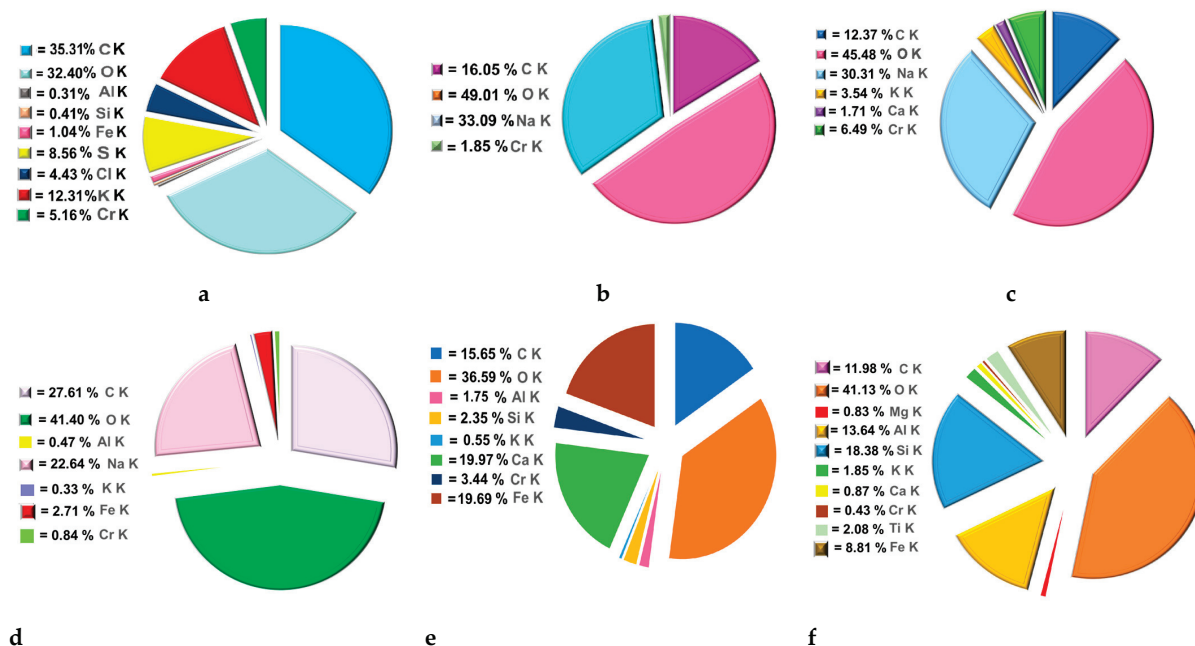 = 35.31% C K
= 32.40% O K
= 0.31% Al K
= 0.41% Si K
= 1.04% Fe K
= 8.56% S K
= 4.43% Cl K
= 12.31% K K
= 5.16% Cr K
a
= 16.05 % C K
= 49.01 % O K
= 33.09% Na K
= 1.85% Cr K
b
= 12.37 % C K
= 45.48 % O K
= 30.31 % Na K
= 3.54 % K K
= 1.71 % Ca K
= 6.49 % Cr K
c
= 27.61 % C K
= 41.40 % O K
= 0.47 % Al K
= 22.64 % Na K
= 0.33 % K K
= 2.71 % Fe K
= 0.84 % Cr K
d
= 15.65 % C K
= 36.59 % O K
= 1.75 % Al K
= 2.35 % Si K
= 0.55 % K K
= 19.97 % Ca K
= 3.44 % Cr K
=19.69 % Fe K
e
= 11.98 % C K
= 41.13 % O K
= 0.83 % Mg K
= 13.64 % Al K
= 18.38 % Si K
= 1.85 % K K
= 0.87 % Ca K
= 0.43 % Cr K
= 2.08 % Ti K
= 8.81 % Fe K
f